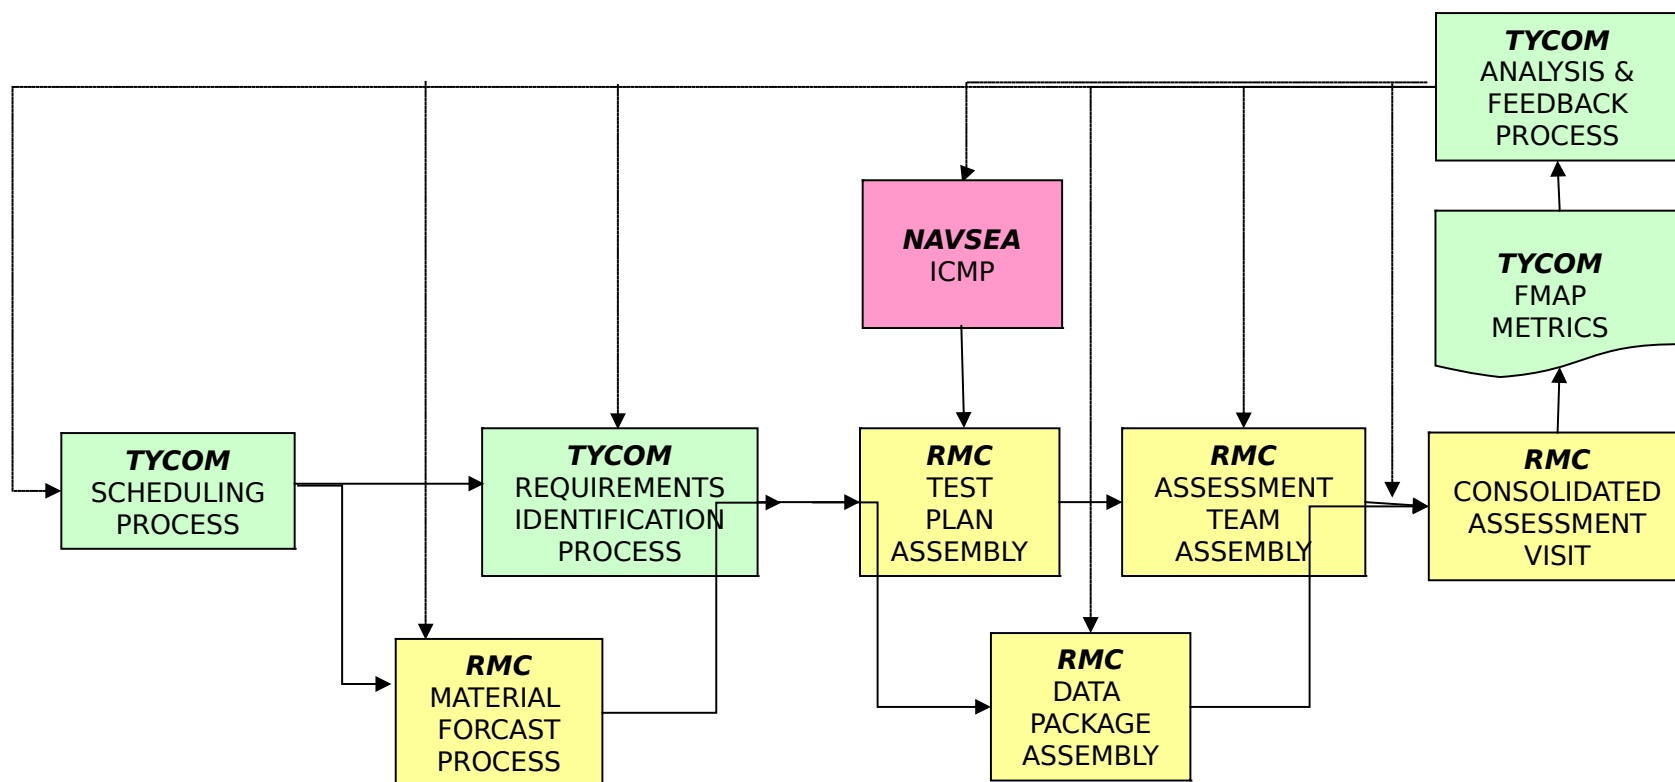 TYCOM
ANALYSIS &
FEEDBACK
PROCESS
NAVSEA
ICMP
TYCOM
FMAP
METRICS
TYCOM
SCHEDULING
PROCESS
TYCOM
REQUIREMENTS
IDENTIFICATION
PROCESS
RMC
TEST
PLAN
ASSEMBLY
RMC
ASSESSMENT
TEAM
ASSEMBLY
RMC
CONSOLIDATED
ASSESSMENT
VISIT
RMC
MATERIAL
FORCAST
PROCESS
RMC
DATA
PACKAGE
ASSEMBLY